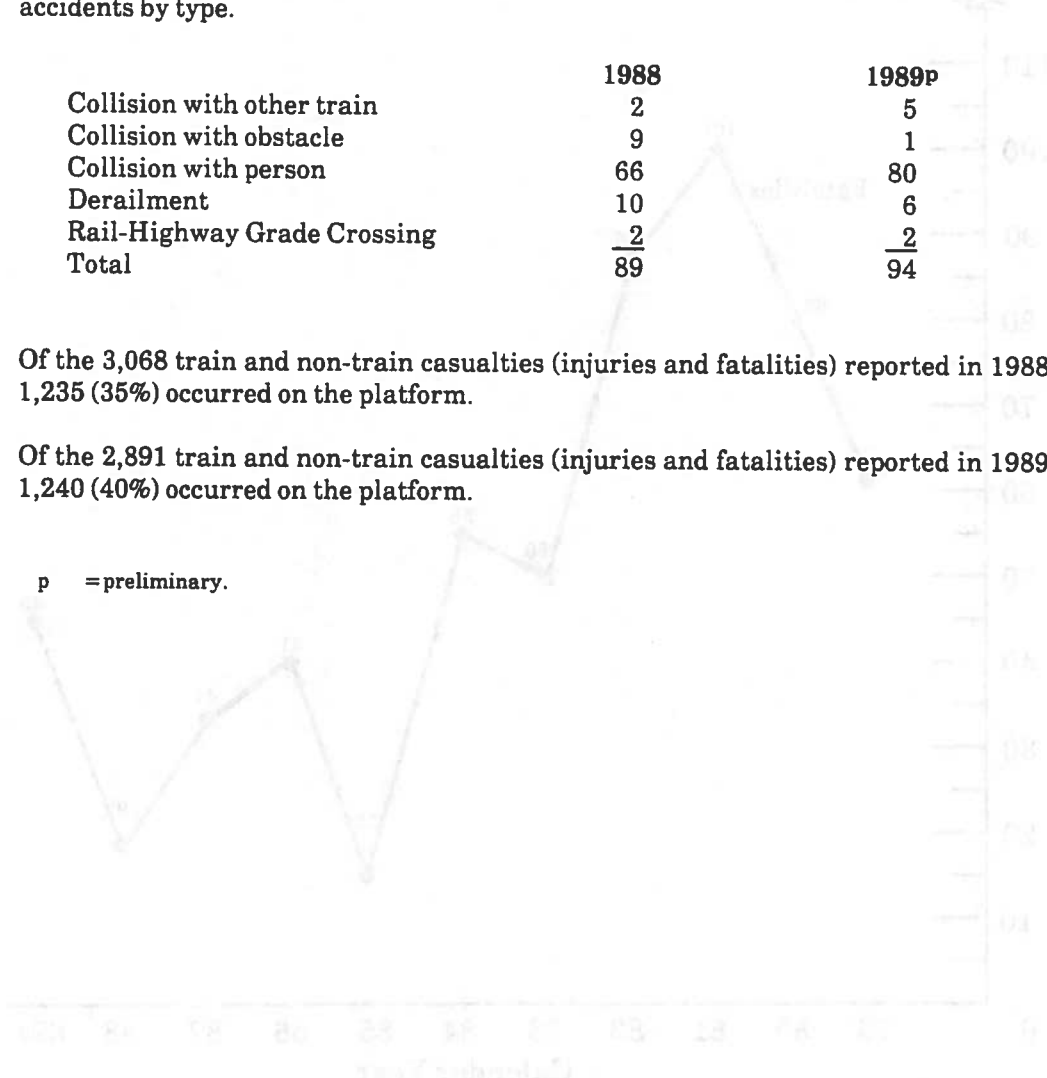 accidents by type.
1988 1989p
Collision with other train 2 5
Collision with obstacle 9 1
Collision with person 66 80
Derailment 10 6
Rail-Highway Grade Crossing 2 2
Total 89 94
Of the 3,068 train and non-train casualties (injuries and fatalities) reported in 1988
1,235 (35%) occurred on the platform.
Of the 2,891 train and non-train casualties (injuries and fatalities) reported in 1989
1,240 (40%) occurred on the platform.
p =preliminary.